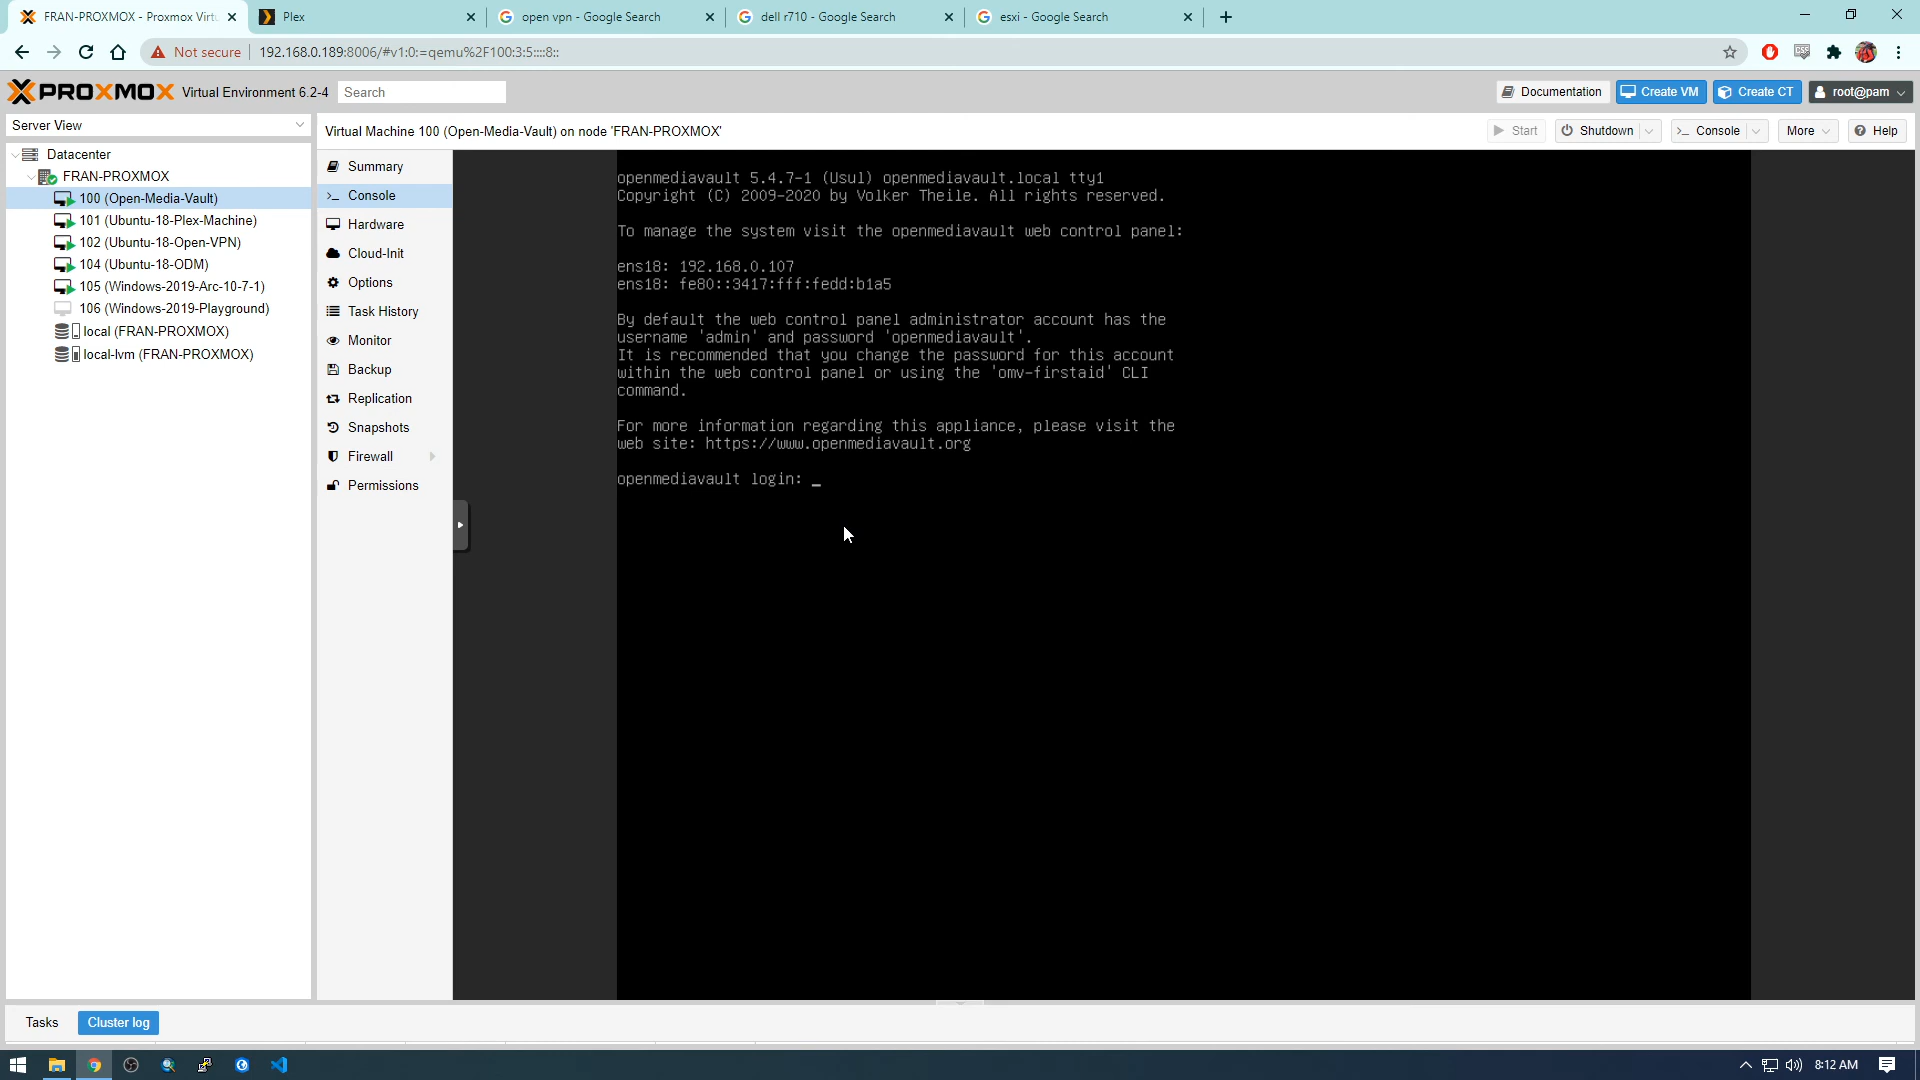 FRAN-PROXMOX - Proxmox Virtu
Plex
open vpn - Google Search
dell r710 - Google Search
esxi - Google Search
Not secure
192.168.0.189:8006/#v1:0:=qemu%2F100:3:5::::8::
PROXMOX Virtual Environment 6.2-4
Search
Documentation
Create VM
Create CT
root@pam
Server View
Virtual Machine 100 (Open-Media-Vault) on node 'FRAN-PROXMOX'
Start
Shutdown
>_ Console
More
Help
Datacenter
FRAN-PROXMOX
100 (Open-Media-Vault)
101 (Ubuntu-18-Plex-Machine)
102 (Ubuntu-18-Open-VPN)
104 (Ubuntu-18-ODM)
105 (Windows-2019-Arc-10-7-1)
106 (Windows-2019-Playground)
local (FRAN-PROXMOX)
local-lvm (FRAN-PROXMOX)
Summary
>_ Console
Hardware
Cloud-Init
Options
Task History
Monitor
Backup
Replication
Snapshots
Firewall
Permissions
openmediavault 5.4.7-1 (Usul) openmediavault.local tty1
Copyright (C) 2009-2020 by Volker Theile. All rights reserved.
To manage the system visit the openmediavault web control panel:
ens18: 192.168.0.107
ens18: fe80::3417:fff:fedd:b1a5
By default the web control panel administrator account has the
username 'admin' and password 'openmediavault'.
It is recommended that you change the password for this account
within the web control panel or using the 'omv-firstaid' CLI
command.
For more information regarding this appliance, please visit the
web site: https://www.openmediavault.org
openmediavault login: _
Tasks
Cluster log
8:12 AM